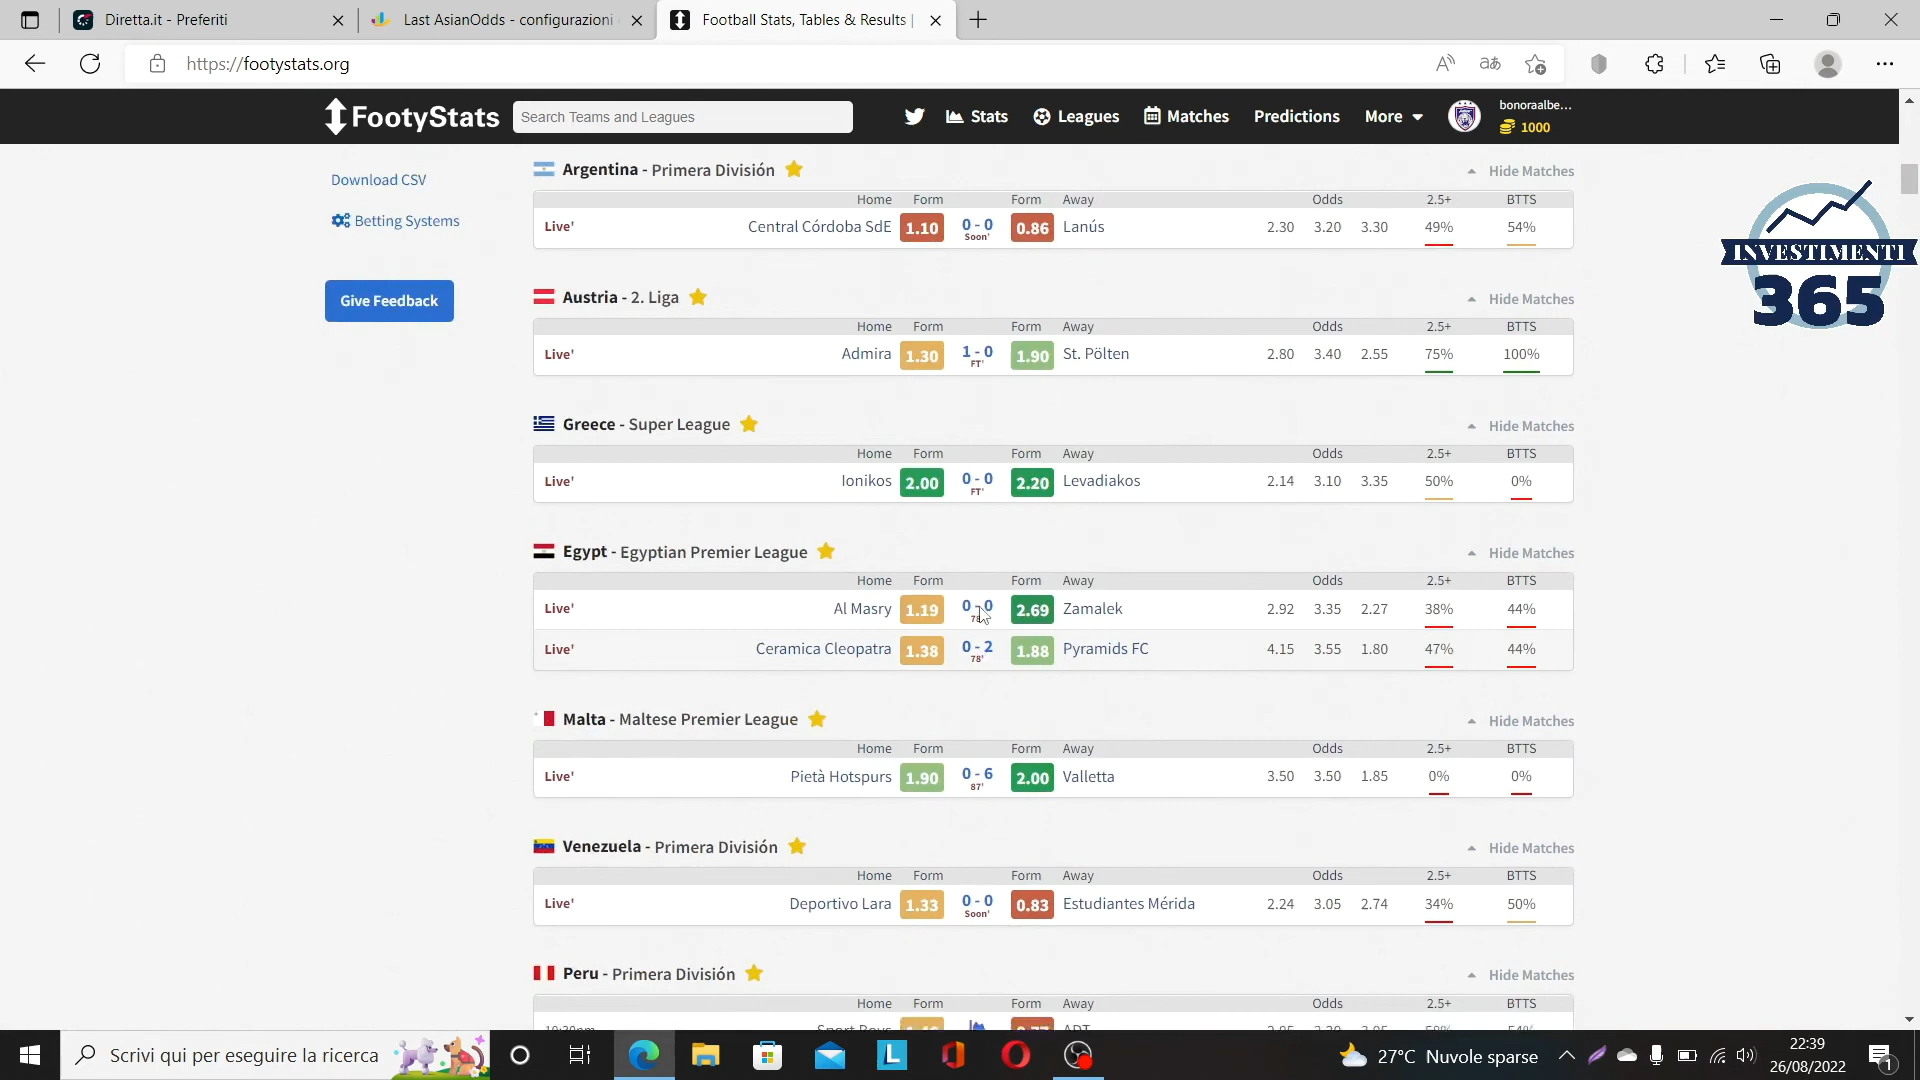 Diretta.it - Preferiti
Last AsianOdds - configurazioni
Football Stats, Tables & Results |
https://footystats.org
FootyStats
Search Teams and Leagues
Stats
Leagues
Matches
Predictions
More
bonoraalbe...
1000
Download CSV
Betting Systems
Give Feedback
INVESTIMENTI
365
Argentina - Primera División
Hide Matches
Home Form Form Away Odds 2.5+ BTTS
Live' Central Córdoba SdE 1.10 0 - 0 0.86 Lanús 2.30 3.20 3.30 49% 54%
Soon'
Austria - 2. Liga
Hide Matches
Home Form Form Away Odds 2.5+ BTTS
Live' Admira 1.30 1 - 0 1.90 St. Pölten 2.80 3.40 2.55 75% 100%
FT'
Greece - Super League
Hide Matches
Home Form Form Away Odds 2.5+ BTTS
Live' Ionikos 2.00 0 - 0 2.20 Levadiakos 2.14 3.10 3.35 50% 0%
FT'
Egypt - Egyptian Premier League
Hide Matches
Home Form Form Away Odds 2.5+ BTTS
Live' Al Masry 1.19 0 - 0 2.69 Zamalek 2.92 3.35 2.27 38% 44%
Live' Ceramica Cleopatra 1.38 0 - 2 1.88 Pyramids FC 4.15 3.55 1.80 47% 44%
78'
Malta - Maltese Premier League
Hide Matches
Home Form Form Away Odds 2.5+ BTTS
Live' Pietà Hotspurs 1.90 0 - 6 2.00 Valletta 3.50 3.50 1.85 0% 0%
87'
Venezuela - Primera División
Hide Matches
Home Form Form Away Odds 2.5+ BTTS
Live' Deportivo Lara 1.33 0 - 0 0.83 Estudiantes Mérida 2.24 3.05 2.74 34% 50%
Soon'
Peru - Primera División
Hide Matches
Home Form Form Away Odds 2.5+ BTTS
Scrivi qui per eseguire la ricerca
27°C Nuvole sparse
22:39
26/08/2022
1